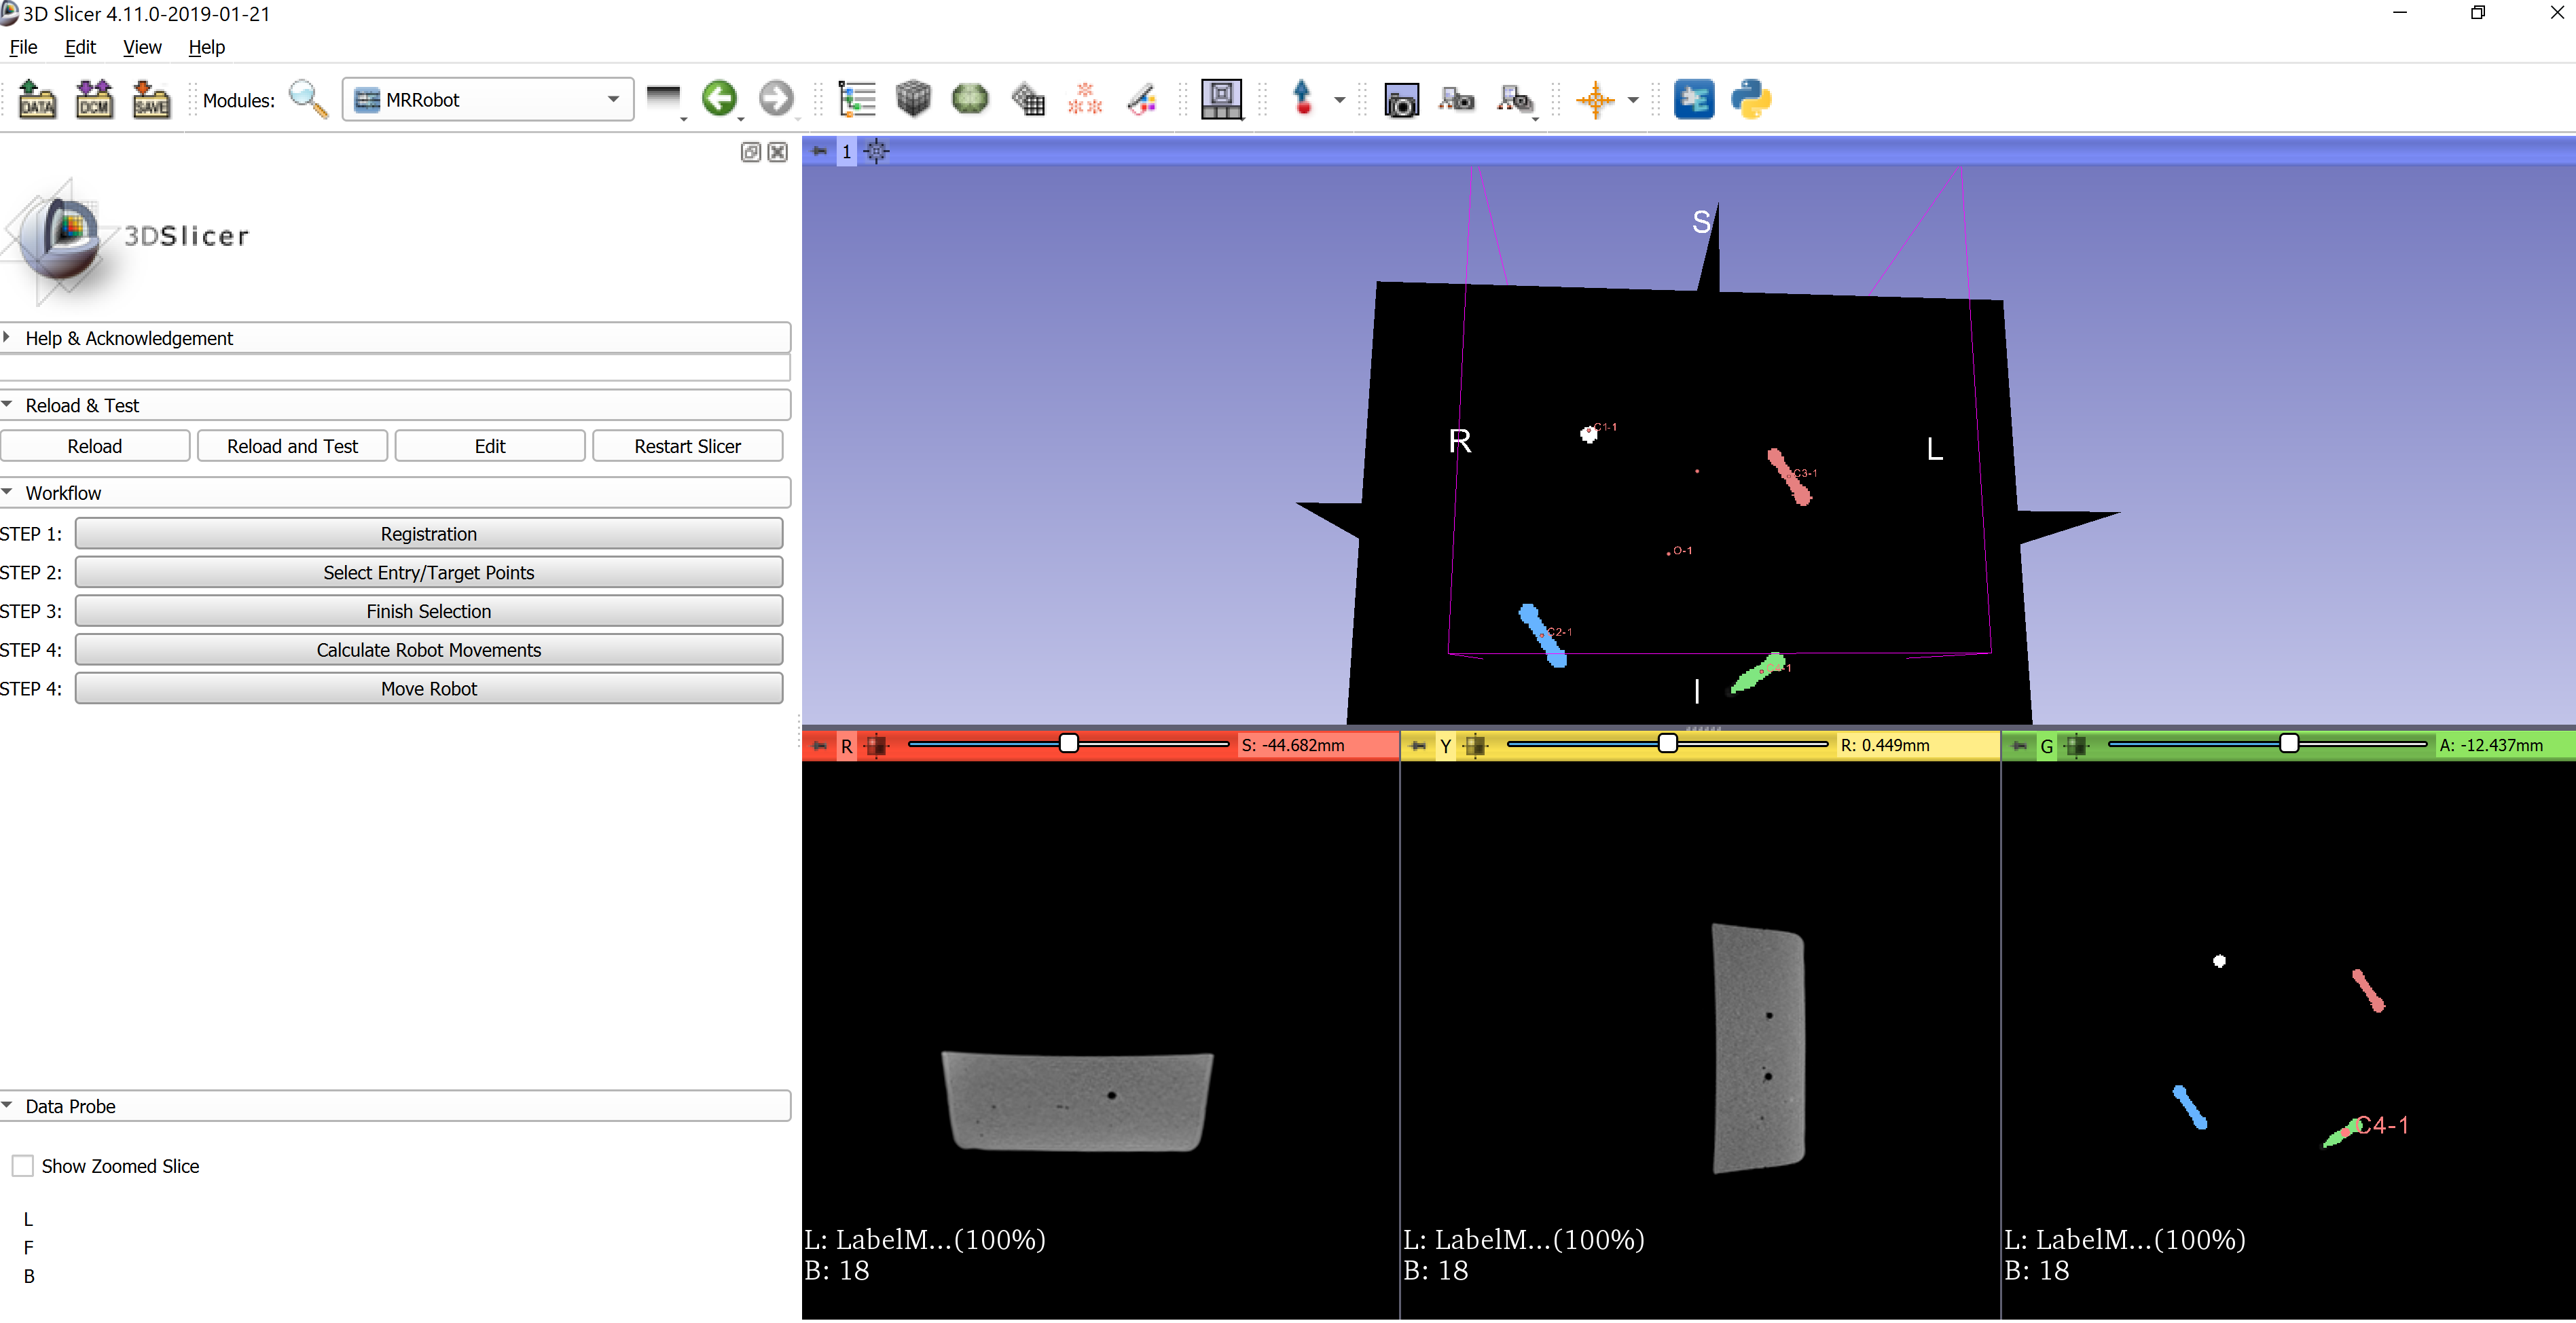 3D Slicer 4.11.0-2019-01-21
File Edit View Help
DATA DCM SAVE Modules: MRRobot
1
3DSlicer
Help & Acknowledgement
Reload & Test
Reload Reload and Test Edit Restart Slicer
Workflow
STEP 1: Registration
STEP 2: Select Entry/Target Points
STEP 3: Finish Selection
STEP 4: Calculate Robot Movements
STEP 4: Move Robot
Data Probe
Show Zoomed Slice
L
F
B
S
C1-1
R
L
C3-1
O-1
C2-1
I
R S: -44.682mm
Y R: 0.449mm
G A: -12.437mm
C4-1
L: LabelM...(100%)
B: 18
L: LabelM...(100%)
B: 18
L: LabelM...(100%)
B: 18